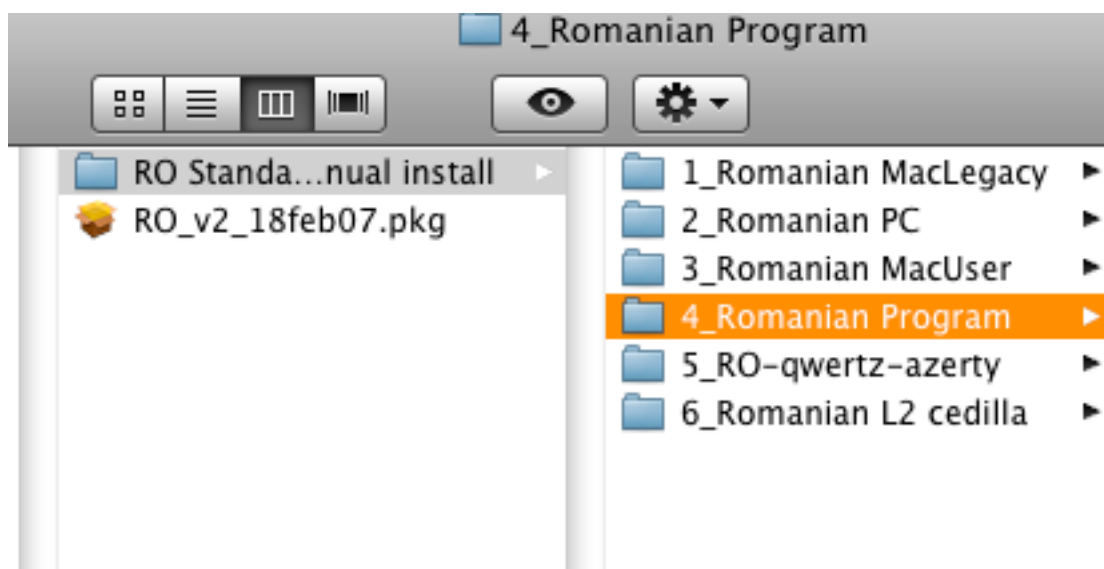 4_Romanian Program
RO Standa...nual install
RO_v2_18feb07.pkg
1_Romanian MacLegacy
2_Romanian PC
3_Romanian MacUser
4_Romanian Program
5_RO-qwertz-azerty
6_Romanian L2 cedilla